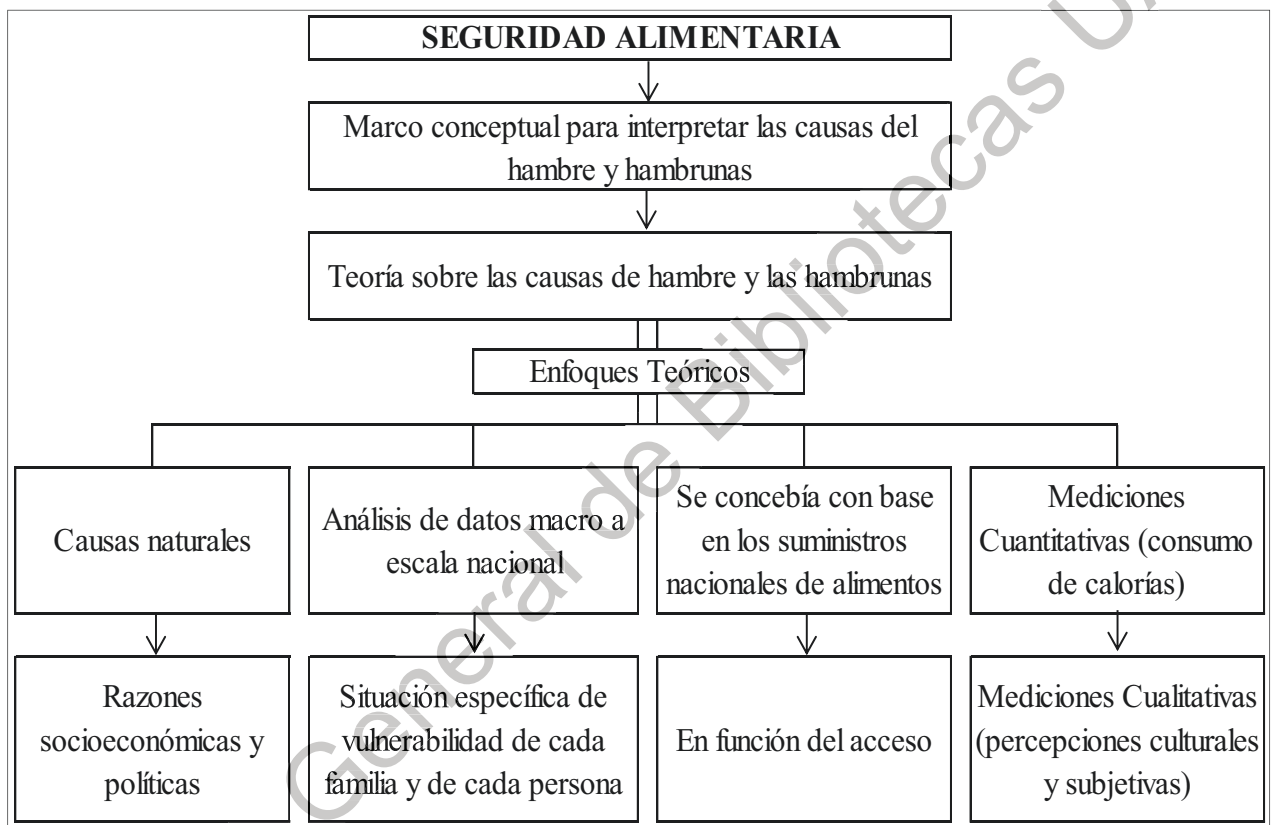 SEGURIDAD ALIMENTARIA
Marco conceptual para interpretar las causas del
hambre y hambrunas
Teoría sobre las causas de hambre y las hambrunas
Enfoques Teóricos
Causas naturales
Análisis de datos macro a
escala nacional
Se concebía con base
en los suministros
nacionales de alimentos
Mediciones
Cuantitativas (consumo
de calorías)
Razones
socioeconómicas y
políticas
Situación específica de
vulnerabilidad de cada
familia y de cada persona
En función del acceso
Mediciones Cualitativas
(percepciones culturales
y subjetivas)
General de Bibliotecas